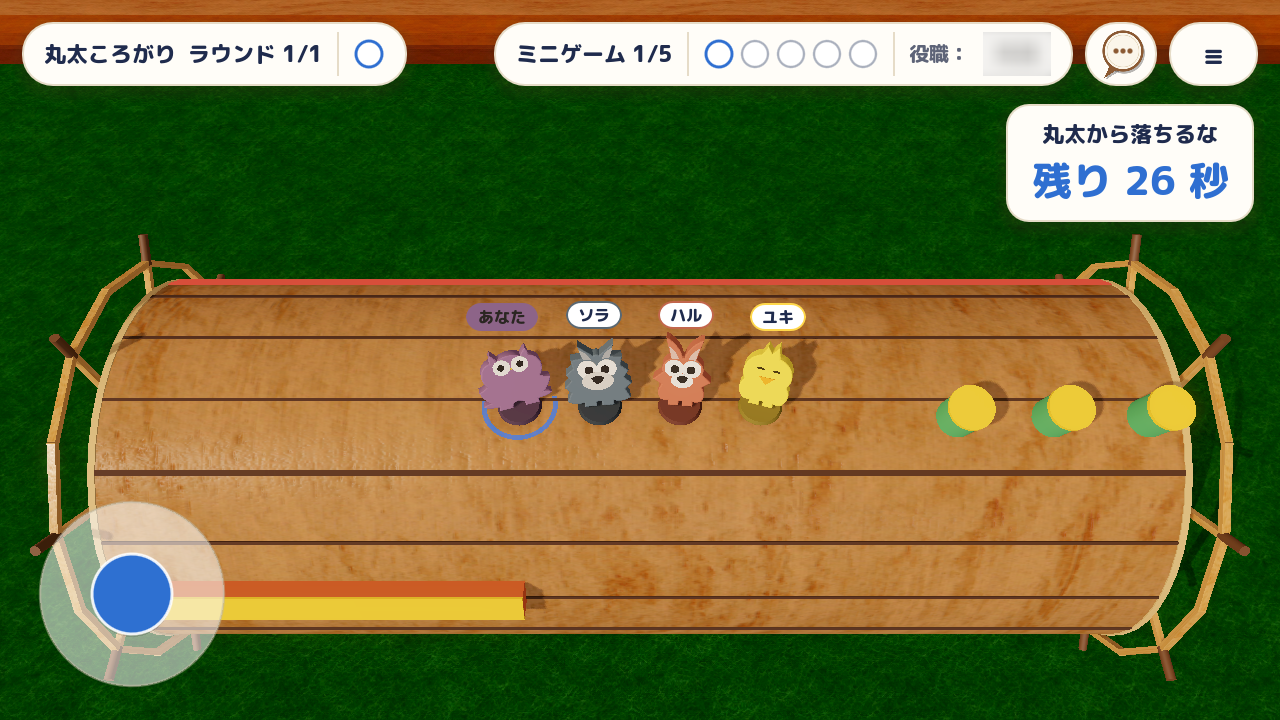 丸太ころがり ラウンド 1/1
ミニゲーム 1/5
役職：
丸太から落ちるな
残り 26 秒
あなた
ソラ
ハル
ユキ